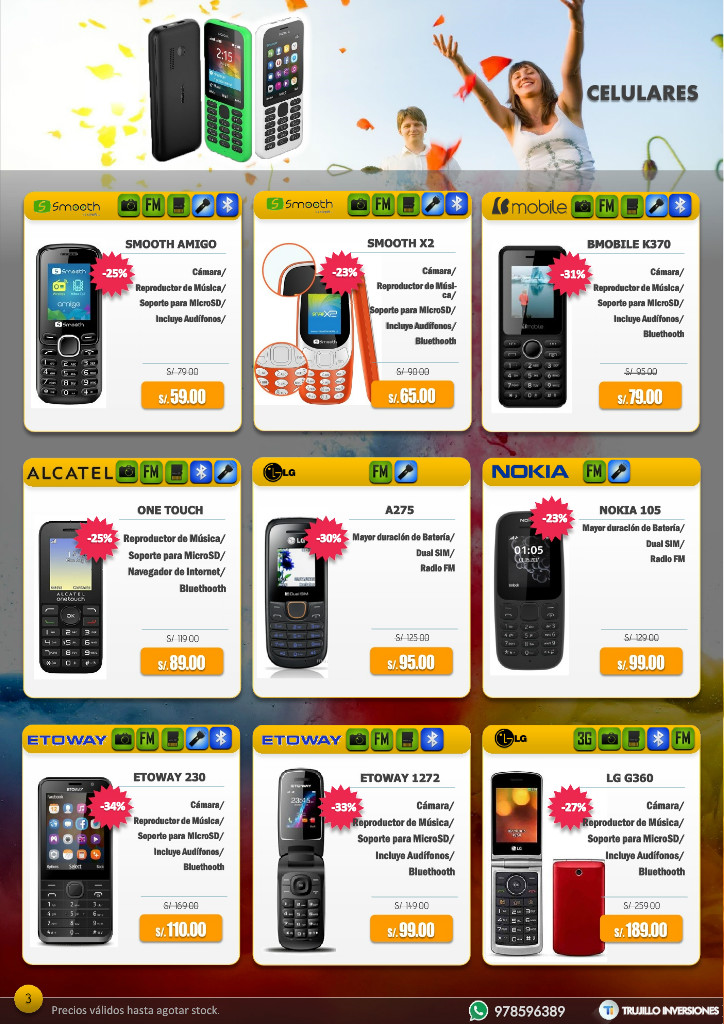 CELULARES
Smooth
FM
SMOOTH AMIGO
-25%
Cámara/
Reproductor de Música/
Soporte para MicroSD/
Incluye Audífonos/
S/ 79.00
S/. 59.00
Smooth
FM
SMOOTH X2
-23%
Cámara/
Reproductor de Músi-
ca/
Soporte para MicroSD/
Incluye Audífonos/
Bluethooth
S/ 90.00
S/. 65.00
bmobile
FM
BMOBILE K370
-31%
Cámara/
Reproductor de Música/
Soporte para MicroSD/
Incluye Audífonos/
Bluethooth
S/ 95.00
S/. 79.00
ALCATEL
FM
ONE TOUCH
-25%
Reproductor de Música/
Soporte para MicroSD/
Navegador de Internet/
Bluethooth
S/ 119.00
S/. 89.00
LG
FM
A275
-30%
Mayor duración de Batería/
Dual SIM/
Radio FM
S/ 125.00
S/. 95.00
NOKIA
FM
NOKIA 105
-23%
Mayor duración de Batería/
Dual SIM/
Radio FM
01:05
S/ 129.00
S/. 99.00
ETOWAY
FM
ETOWAY 230
-34%
Cámara/
Reproductor de Música/
Soporte para MicroSD/
Incluye Audífonos/
Bluethooth
S/ 169.00
S/. 110.00
ETOWAY
FM
ETOWAY 1272
-33%
Cámara/
Reproductor de Música/
Soporte para MicroSD/
Incluye Audífonos/
Bluethooth
S/ 149.00
S/. 99.00
LG
3G
FM
LG G360
-27%
Cámara/
Reproductor de Música/
Soporte para MicroSD/
Incluye Audífonos/
Bluethooth
S/ 259.00
S/. 189.00
3
Precios válidos hasta agotar stock.
978596389
TRUJILLO INVERSIONES